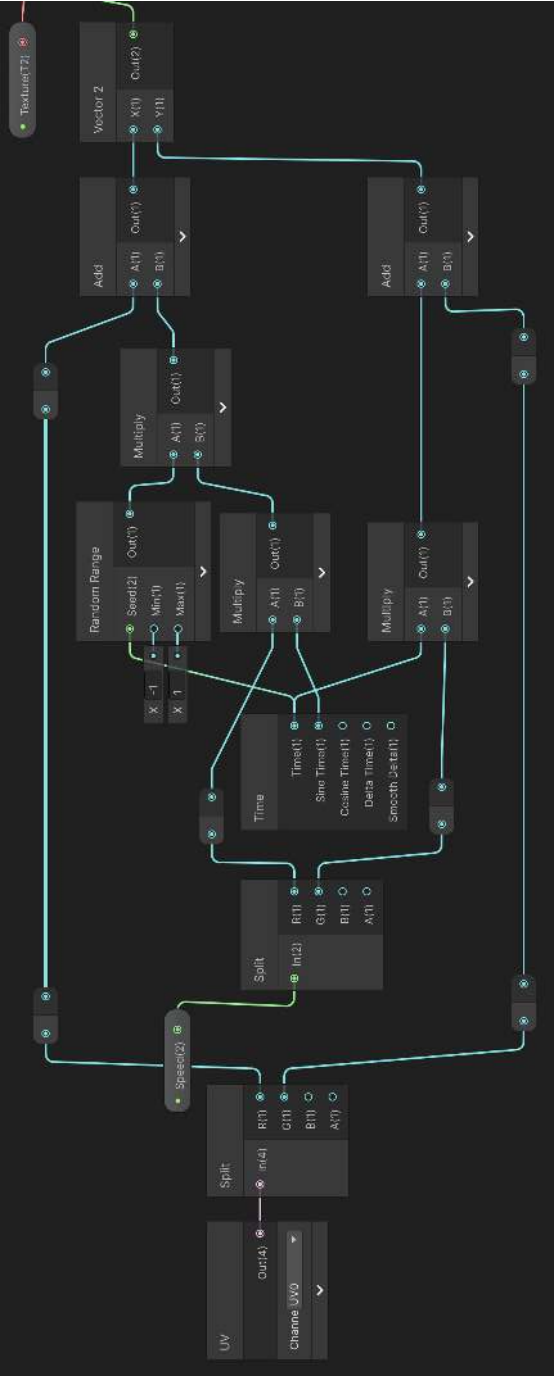 UV
Out(4)
Channe UV0
Split
In(4)
R(1)
G(1)
B(1)
A(1)
Speed(2)
Split
In(2)
R(1)
G(1)
B(1)
A(1)
Time
Time(1)
Sine Time(1)
Cosine Time(1)
Delta Time(1)
Smooth Delta(1)
X -1
X 1
Random Range
Seed(2)
Out(1)
Min(1)
Max(1)
Multiply
A(1)
Out(1)
B(1)
Multiply
A(1)
Out(1)
B(1)
Multiply
A(1)
Out(1)
B(1)
Add
A(1)
Out(1)
B(1)
Add
A(1)
Out(1)
B(1)
Vector 2
X(1)
Out(2)
Y(1)
Texture(T2)